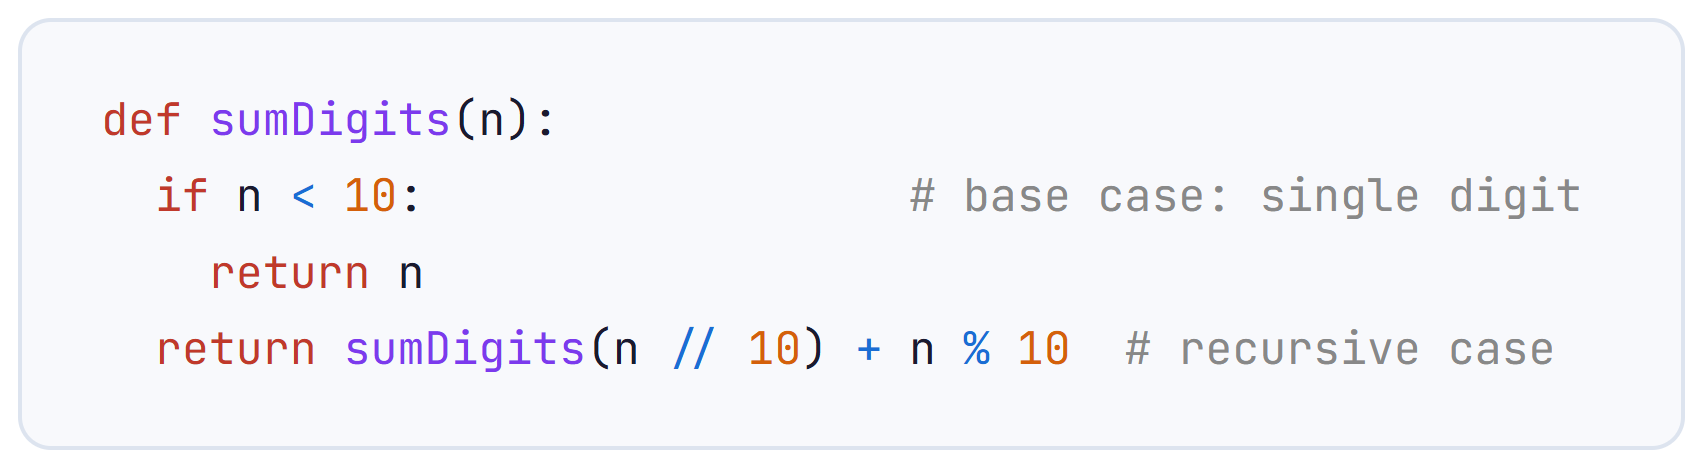 def sumDigits(n):
  if n < 10:                  # base case: single digit
    return n
  return sumDigits(n // 10) + n % 10  # recursive case